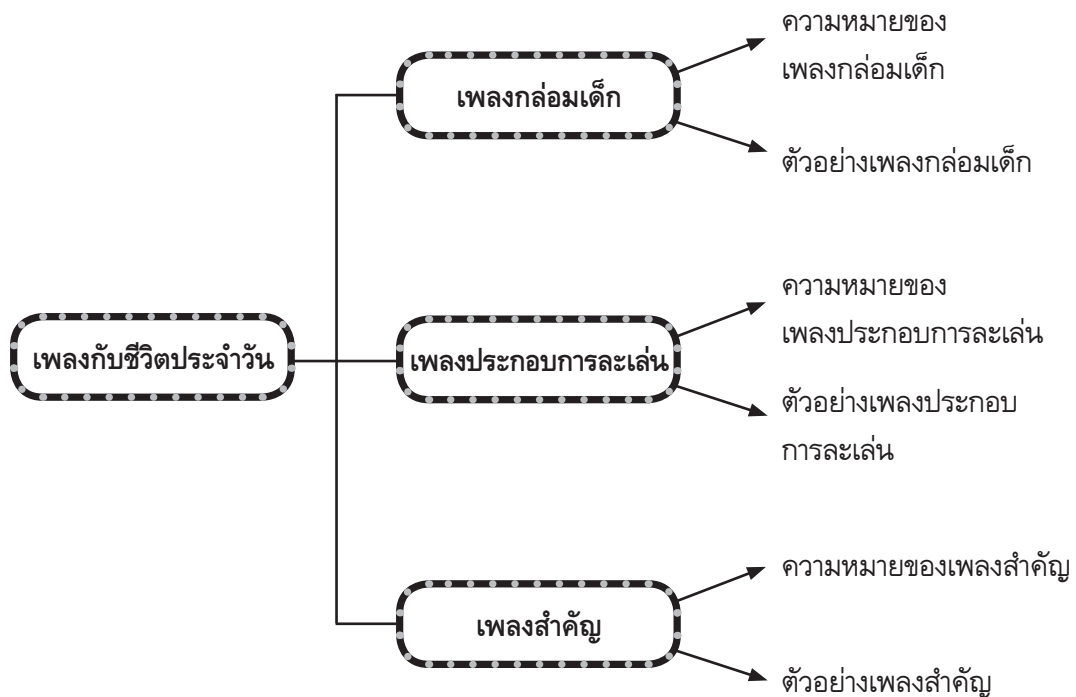 เพลงกับชีวิตประจำวัน
เพลงกล่อมเด็ก
ความหมายของ
เพลงกล่อมเด็ก
ตัวอย่างเพลงกล่อมเด็ก
เพลงประกอบการละเล่น
ความหมายของ
เพลงประกอบการละเล่น
ตัวอย่างเพลงประกอบ
การละเล่น
เพลงสำคัญ
ความหมายของเพลงสำคัญ
ตัวอย่างเพลงสำคัญ